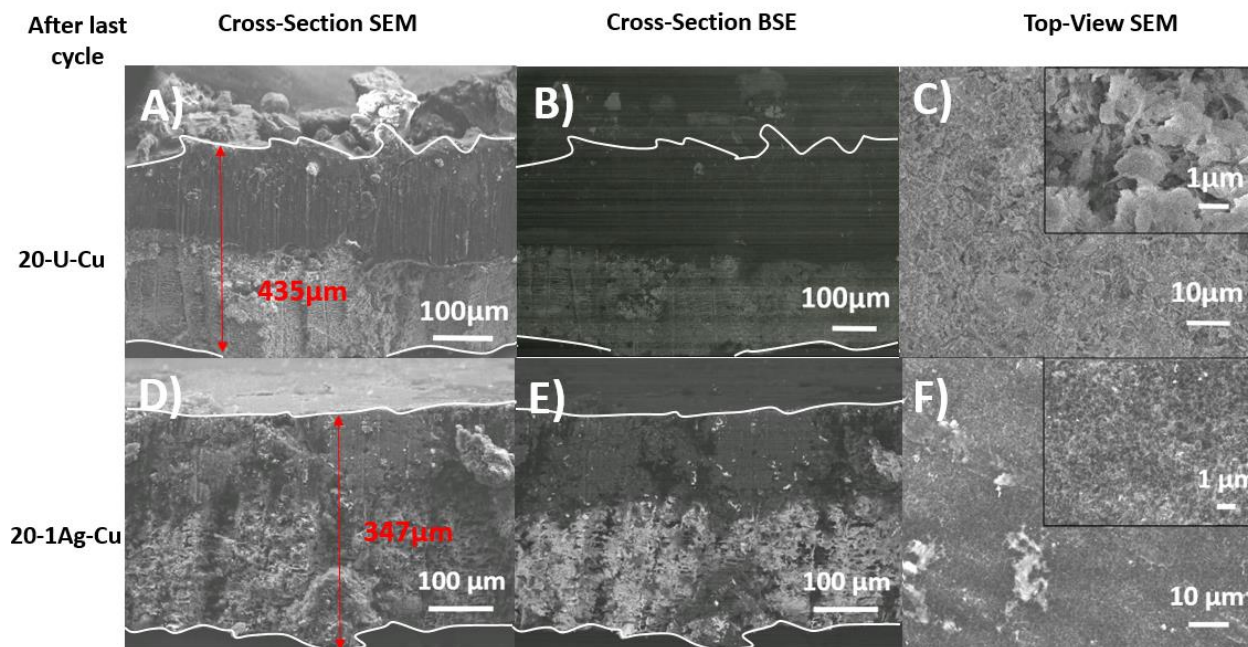 After last
cycle
Cross-Section SEM
Cross-Section BSE
Top-View SEM
20-U-Cu
A)
435μm
100μm
B)
100μm
C)
1μm
10μm
20-1Ag-Cu
D)
347μm
100 μm
E)
100 μm
F)
1 μm
10 μm